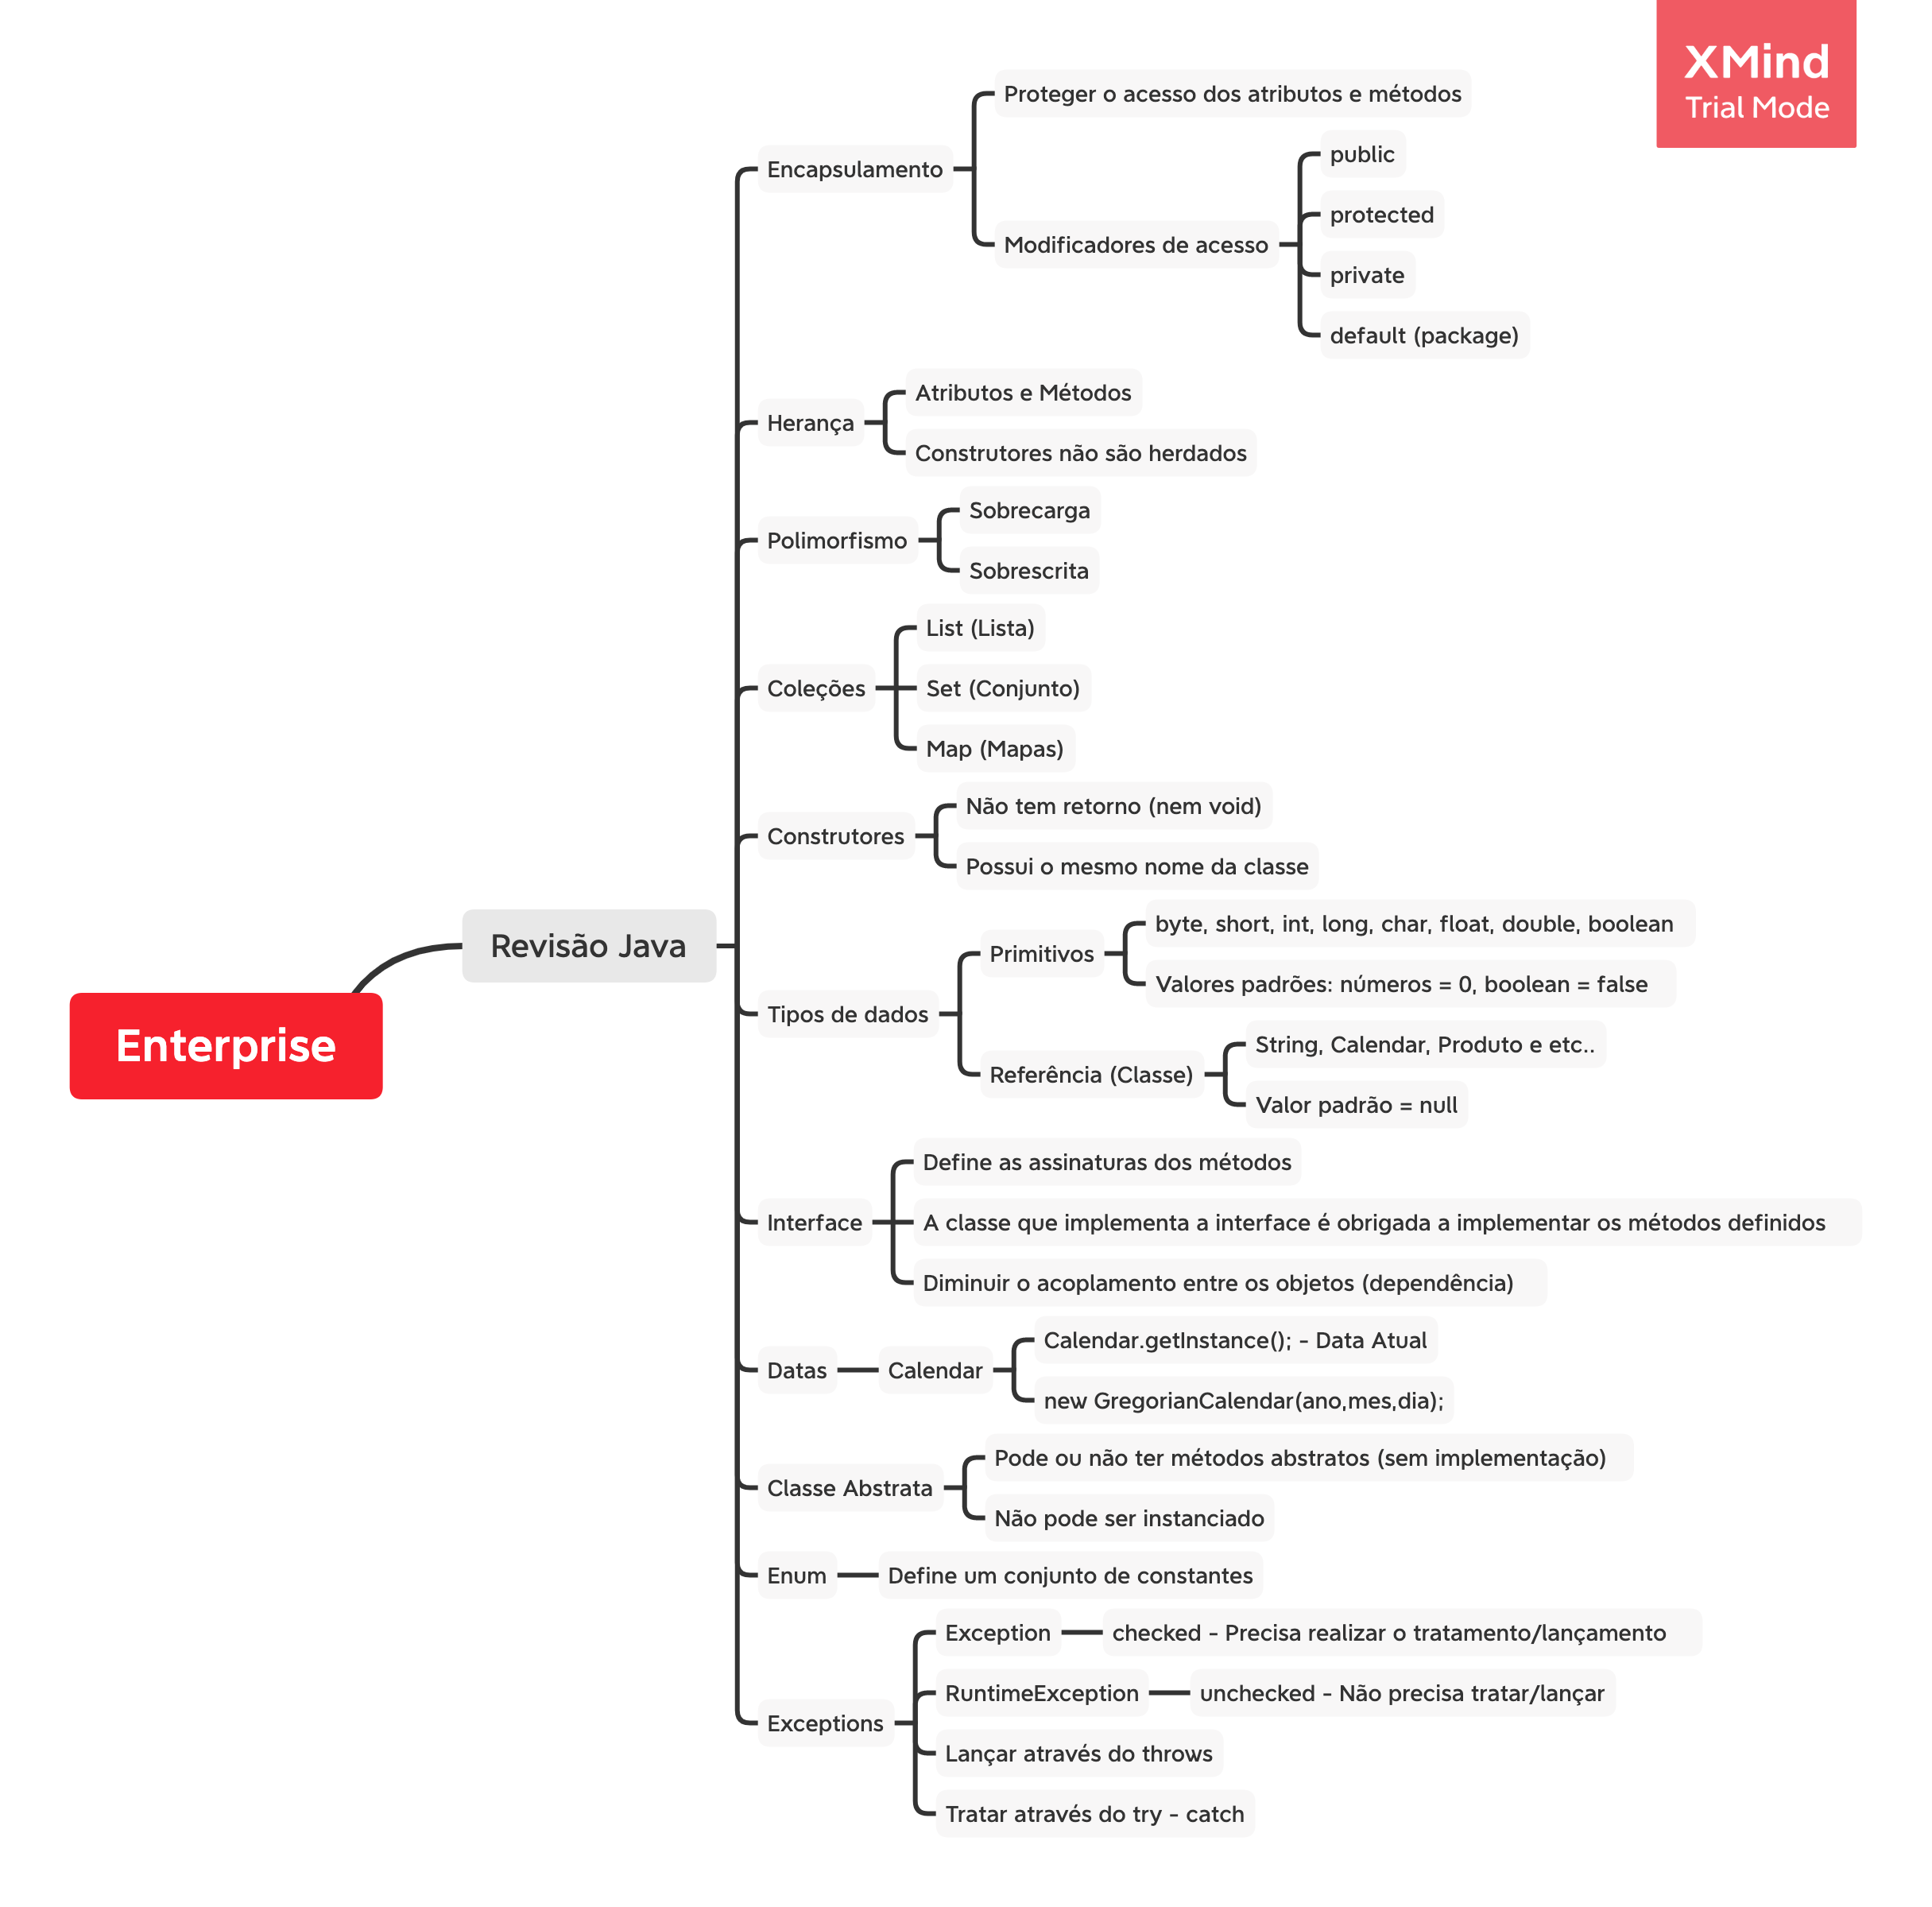 XMind
Trial Mode
Enterprise
Revisão Java
Encapsulamento
Proteger o acesso dos atributos e métodos
Modificadores de acesso
public
protected
private
default (package)
Herança
Atributos e Métodos
Construtores não são herdados
Polimorfismo
Sobrecarga
Sobrescrita
Coleções
List (Lista)
Set (Conjunto)
Map (Mapas)
Construtores
Não tem retorno (nem void)
Possui o mesmo nome da classe
Tipos de dados
Primitivos
byte, short, int, long, char, float, double, boolean
Valores padrões: números = 0, boolean = false
Referência (Classe)
String, Calendar, Produto e etc..
Valor padrão = null
Interface
Define as assinaturas dos métodos
A classe que implementa a interface é obrigada a implementar os métodos definidos
Diminuir o acoplamento entre os objetos (dependência)
Datas
Calendar
Calendar.getInstance(); - Data Atual
new GregorianCalendar(ano,mes,dia);
Classe Abstrata
Pode ou não ter métodos abstratos (sem implementação)
Não pode ser instanciado
Enum
Define um conjunto de constantes
Exceptions
Exception
checked - Precisa realizar o tratamento/lançamento
RuntimeException
unchecked - Não precisa tratar/lançar
Lançar através do throws
Tratar através do try - catch